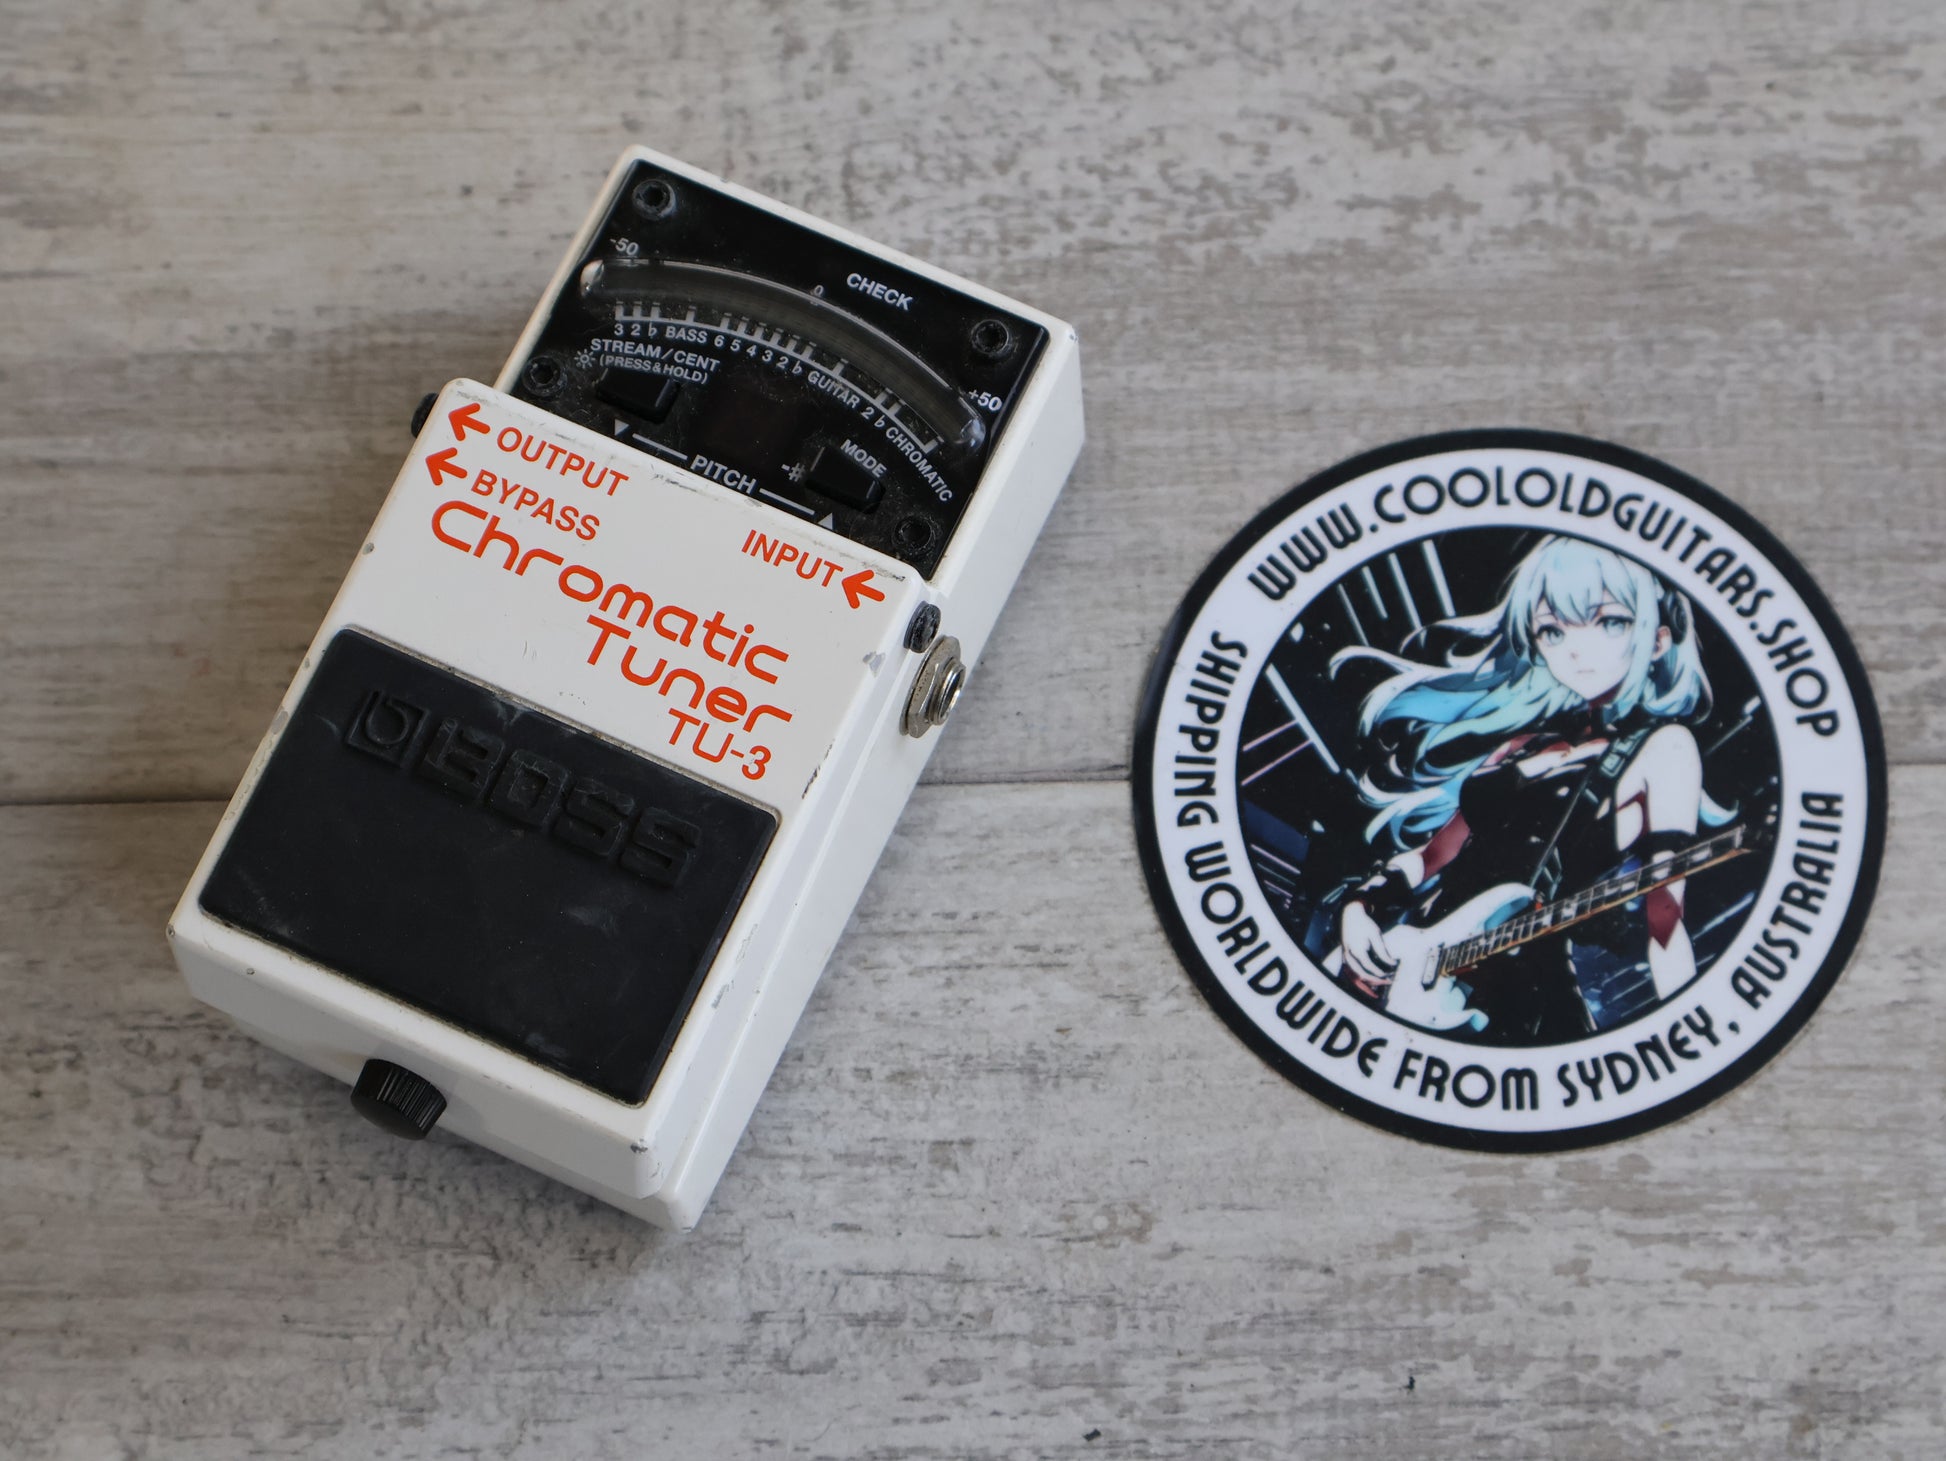 CHECK
-50
0
+50
3 2 ♭ BASS 6 5 4 3 2 ♭ GUITAR 2 ♭ CHROMATIC
STREAM/CENT
(PRESS&HOLD)
MODE
-#
PITCH
OUTPUT
BYPASS
INPUT
Chromatic
Tuner
TU-3
BOSS
WWW.COOLOLDGUITARS.SHOP
SHIPPING WORLDWIDE FROM SYDNEY, AUSTRALIA